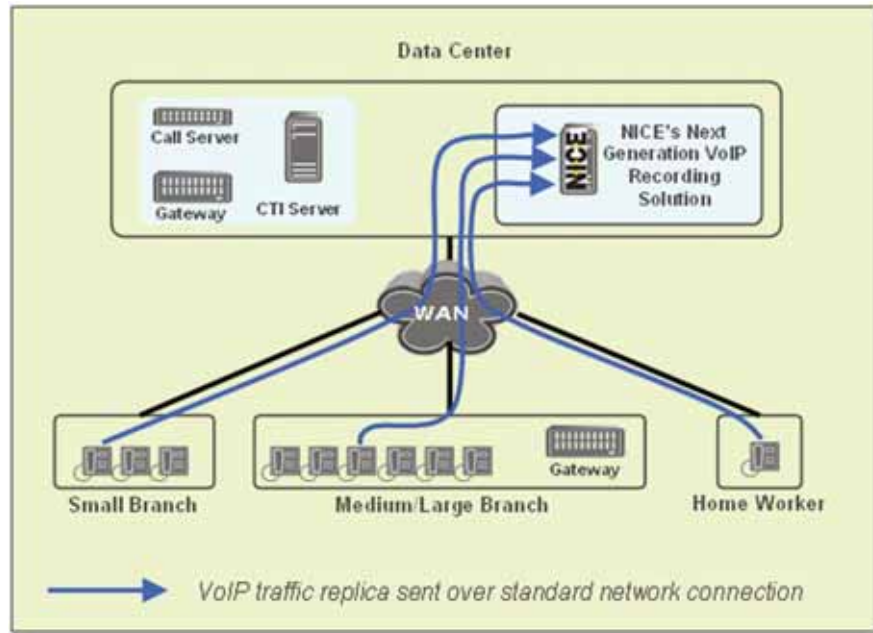 Data Center
Call Server
Gateway
CTI Server
NICE
NICE's Next
Generation VoIP
Recording
Solution
WAN
Gateway
Small Branch
Medium/Large Branch
Home Worker
VoIP traffic replica sent over standard network connection